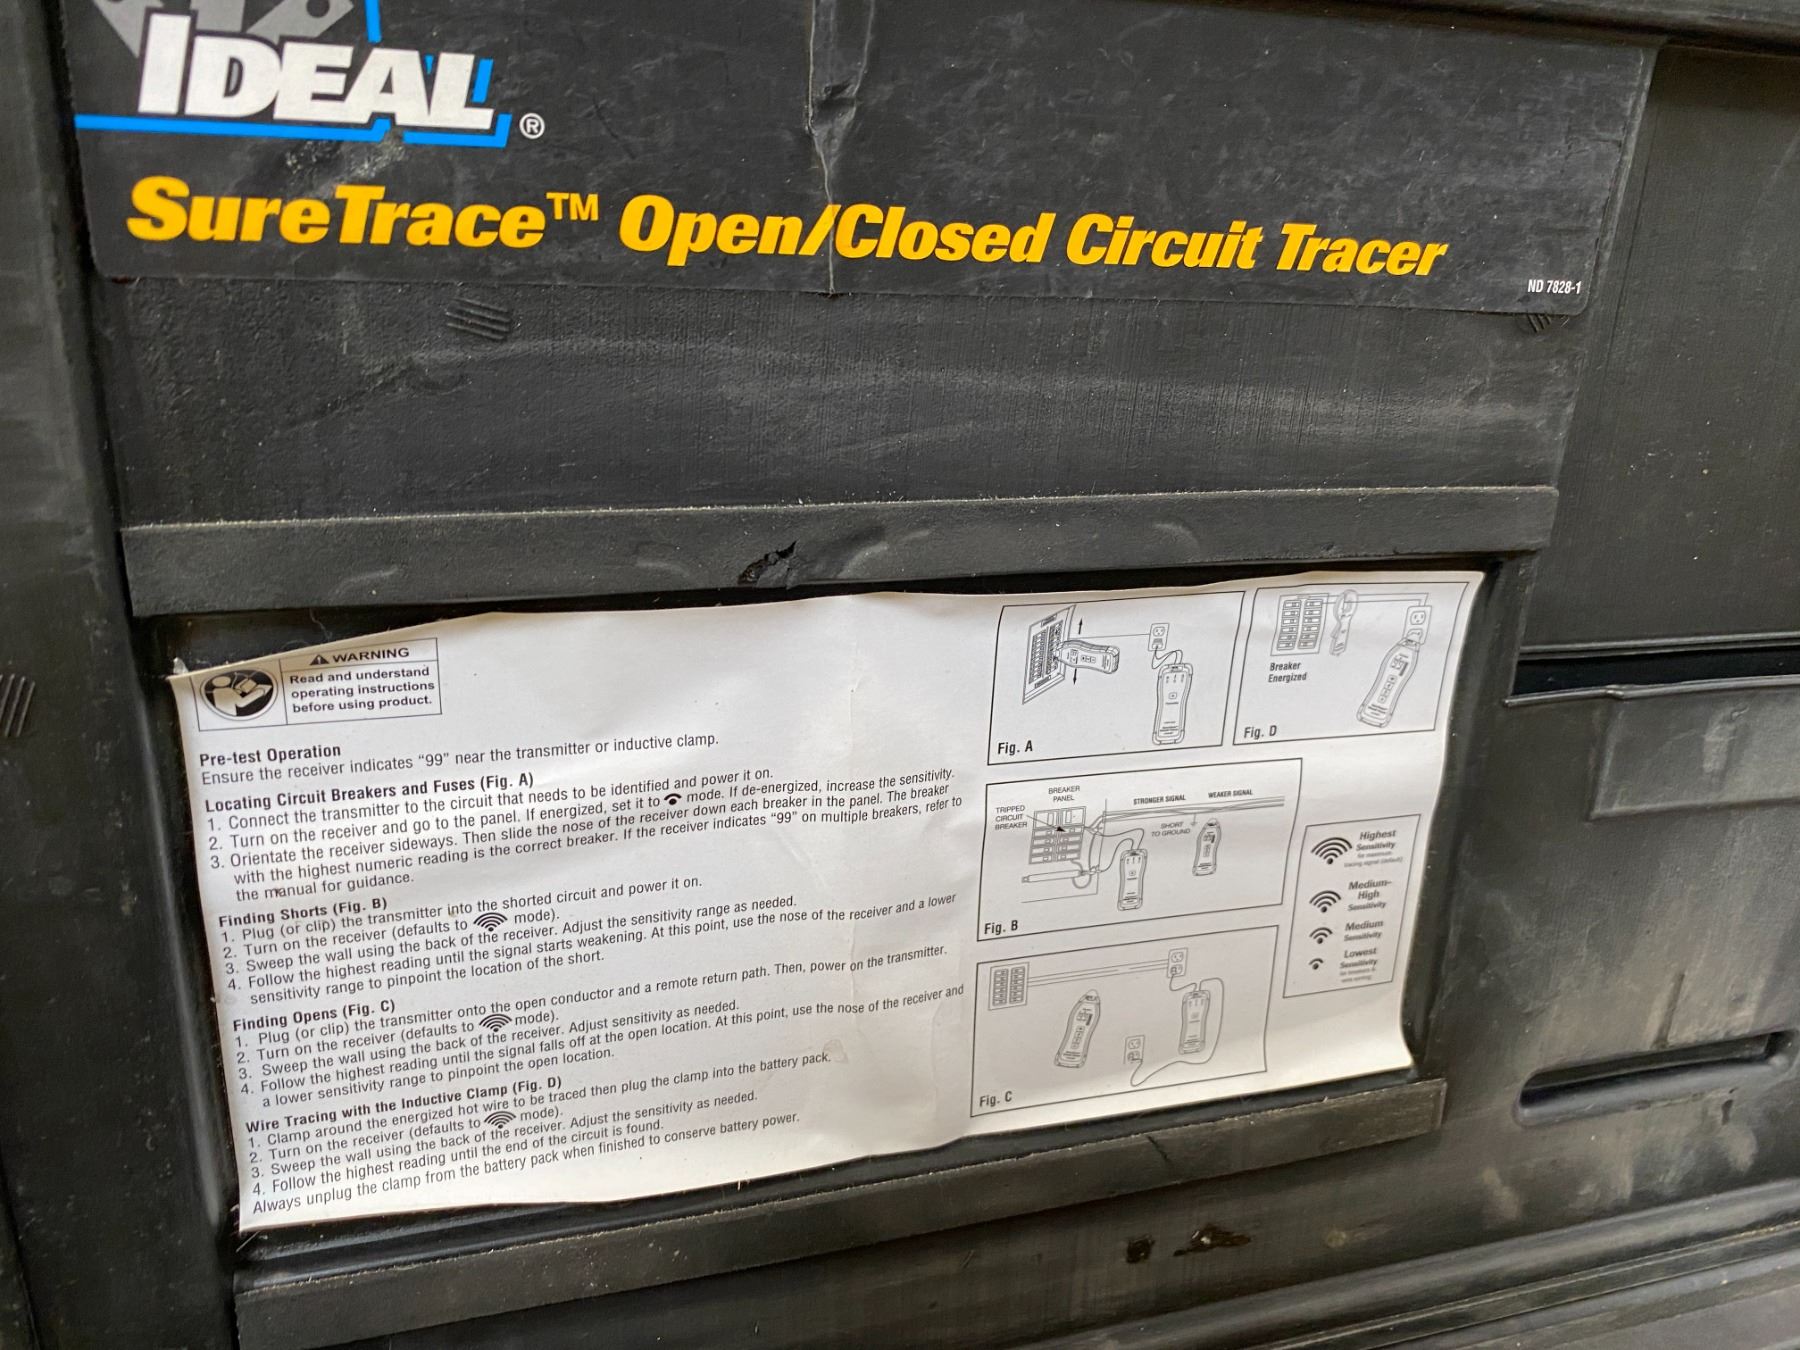 IDEAL®
SureTrace™ Open/Closed Circuit Tracer
ND 7828-1
WARNING
Read and understand
operating instructions
before using product.
Pre-test Operation
Ensure the receiver indicates “99” near the transmitter or inductive clamp.
Locating Circuit Breakers and Fuses (Fig. A)
1. Connect the transmitter to the circuit that needs to be identified and power it on.
2. Turn on the receiver and go to the panel. If energized, set it to mode. If de-energized, increase the sensitivity.
3. Orientate the receiver sideways. Then slide the nose of the receiver down each breaker in the panel. The breaker
with the highest numeric reading is the correct breaker. If the receiver indicates “99” on multiple breakers, refer to
the manual for guidance.
Finding Shorts (Fig. B)
1. Plug (or clip) the transmitter into the shorted circuit and power it on.
2. Turn on the receiver (defaults to mode).
3. Sweep the wall using the back of the receiver. Adjust the sensitivity range as needed.
4. Follow the highest reading until the signal starts weakening. At this point, use the nose of the receiver and a lower
sensitivity range to pinpoint the location of the short.
Finding Opens (Fig. C)
1. Plug (or clip) the transmitter onto the open conductor and a remote return path. Then, power on the transmitter.
2. Turn on the receiver (defaults to mode).
3. Sweep the wall using the back of the receiver. Adjust sensitivity as needed.
4. Follow the highest reading until the signal falls off at the open location. At this point, use the nose of the receiver and
a lower sensitivity range to pinpoint the open location.
Wire Tracing with the Inductive Clamp (Fig. D)
1. Clamp around the energized hot wire to be traced then plug the clamp into the battery pack.
2. Turn on the receiver (defaults to mode).
3. Sweep the wall using the back of the receiver. Adjust the sensitivity as needed.
4. Follow the highest reading until the end of the circuit is found.
Always unplug the clamp from the battery pack when finished to conserve battery power.
Fig. A
Breaker
Energized
Fig. D
BREAKER
PANEL
TRIPPED
CIRCUIT
BREAKER
STRONGER SIGNAL
WEAKER SIGNAL
SHORT
TO GROUND
Fig. B
Fig. C
Highest
Sensitivity
for maximum
tracing signal (default)
Medium-
High
Sensitivity
Medium
Sensitivity
Lowest
Sensitivity
for breakers &